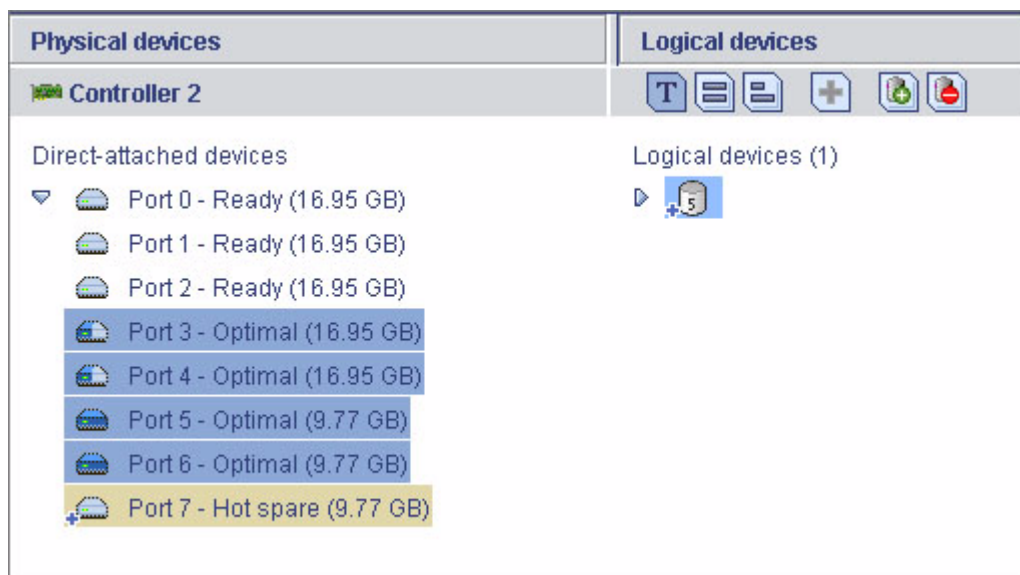 Physical devices
Logical devices
Controller 2
T
Direct-attached devices
Logical devices (1)
Port 0 - Ready (16.95 GB)
5
Port 1 - Ready (16.95 GB)
Port 2 - Ready (16.95 GB)
Port 3 - Optimal (16.95 GB)
Port 4 - Optimal (16.95 GB)
Port 5 - Optimal (9.77 GB)
Port 6 - Optimal (9.77 GB)
Port 7 - Hot spare (9.77 GB)